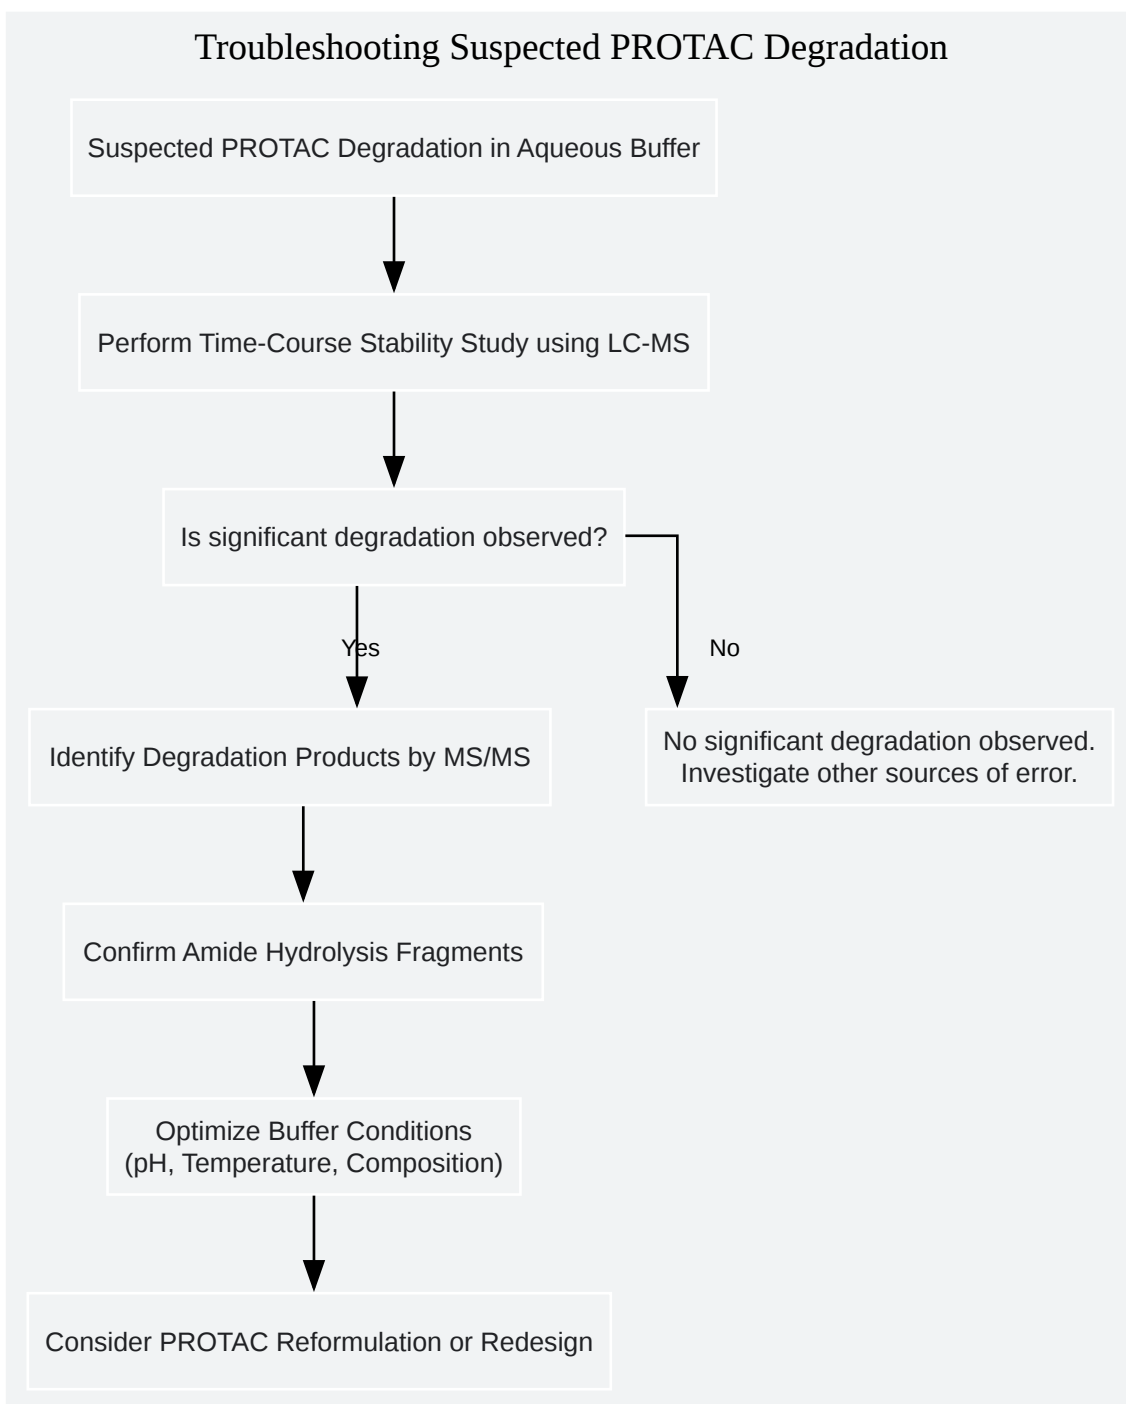 Troubleshooting Suspected PROTAC Degradation
Suspected PROTAC Degradation in Aqueous Buffer
Perform Time-Course Stability Study using LC-MS
Is significant degradation observed?
Yes
No
Identify Degradation Products by MS/MS
No significant degradation observed.
Investigate other sources of error.
Confirm Amide Hydrolysis Fragments
Optimize Buffer Conditions
(pH, Temperature, Composition)
Consider PROTAC Reformulation or Redesign